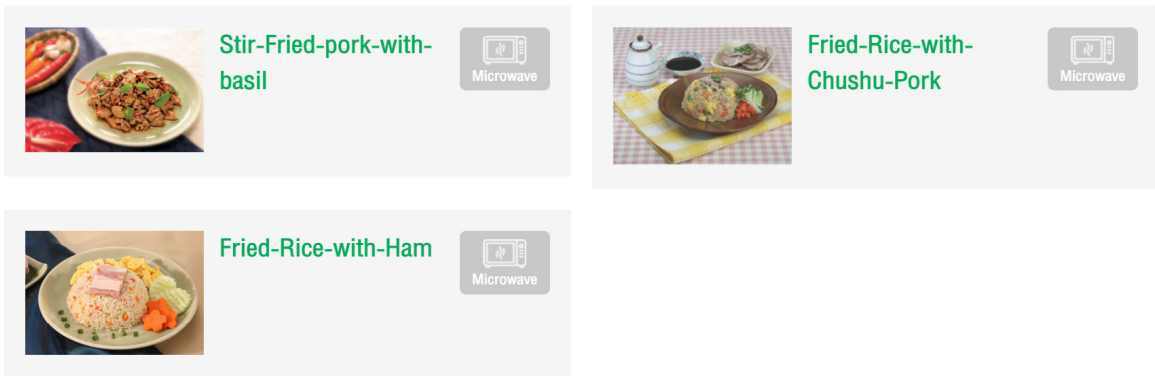 Stir-Fried-pork-with-
basil
Microwave
Fried-Rice-with-
Chushu-Pork
Microwave
Fried-Rice-with-Ham
Microwave